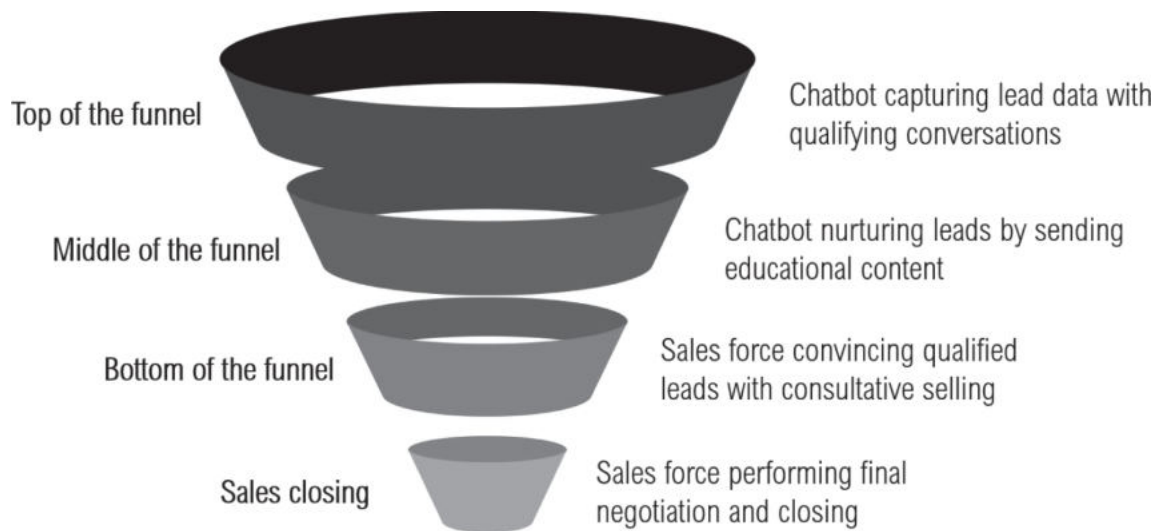 Top of the funnel
Chatbot capturing lead data with
qualifying conversations
Middle of the funnel
Chatbot nurturing leads by sending
educational content
Bottom of the funnel
Sales force convincing qualified
leads with consultative selling
Sales closing
Sales force performing final
negotiation and closing